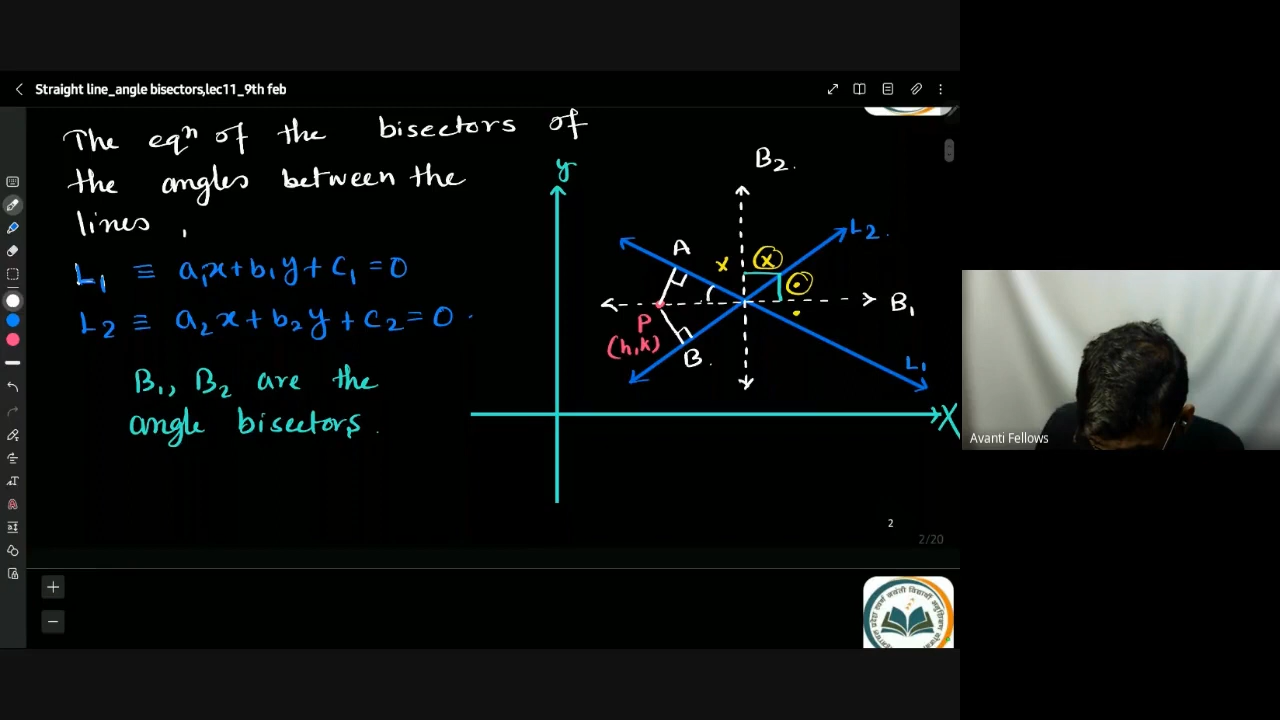 Straight line_angle bisectors,lec11_9th feb
The eqⁿ of the bisectors of
the angles between the
lines,
L₁ ≡ a₁x+b₁y+c₁=0
L₂ ≡ a₂x+b₂y+c₂=0.
B₁, B₂ are the
angle bisectors.
y
B₂.
L₂.
A
x
x
B₁
P
(h,k)
B.
L₁
X
2
2/20
Avanti Fellows